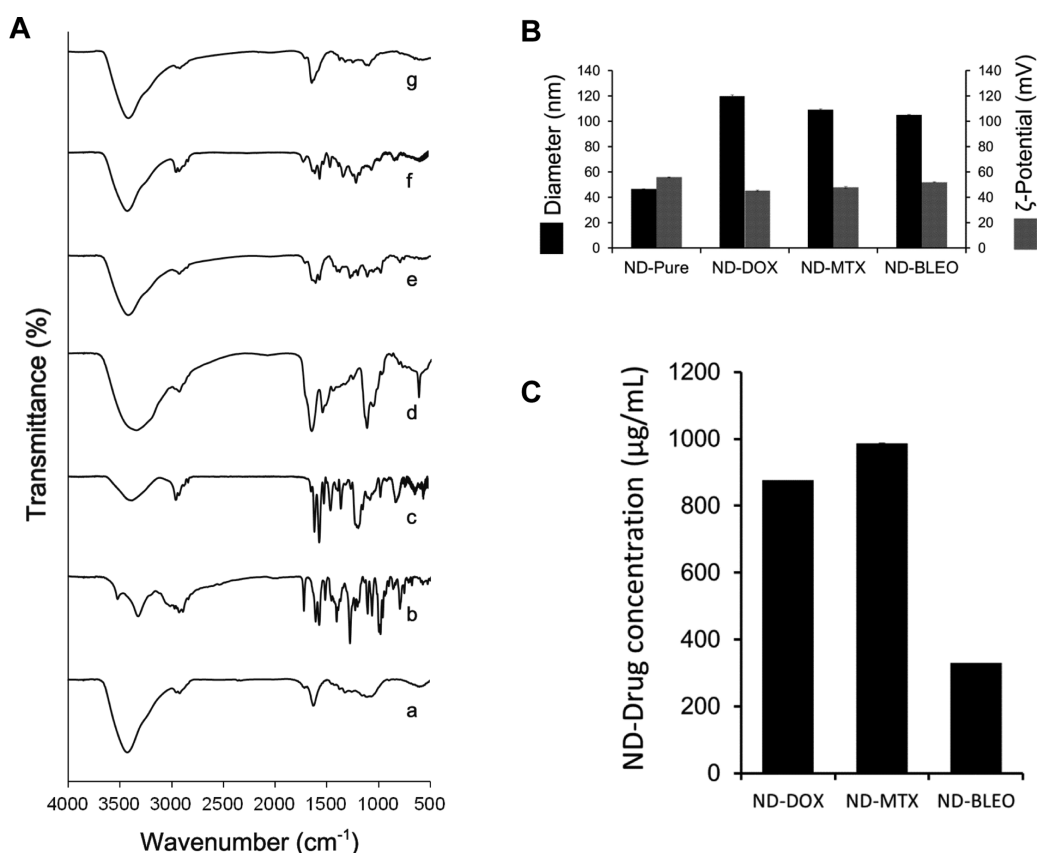 A
Transmittance (%)
g
f
e
d
c
b
a
4000 3500 3000 2500 2000 1500 1000 500
Wavenumber (cm⁻¹)
B
Diameter (nm)
140
120
100
80
60
40
20
0
140
120
100
80
60
40
20
0
ζ-Potential (mV)
ND-Pure ND-DOX ND-MTX ND-BLEO
C
ND-Drug concentration (µg/mL)
1200
1000
800
600
400
200
0
ND-DOX ND-MTX ND-BLEO